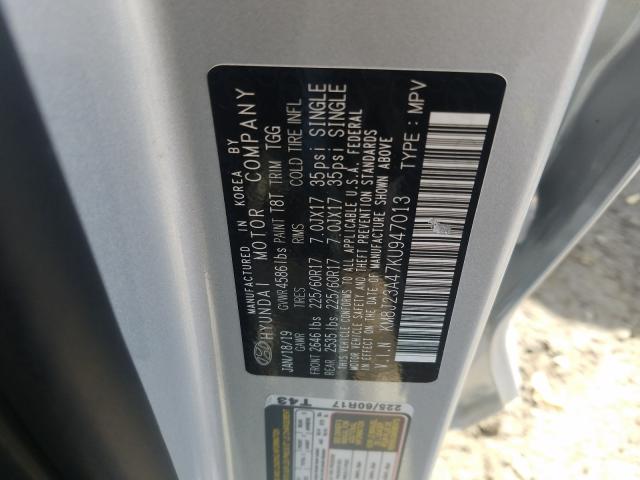 MANUFACTURED IN KOREA BY
HYUNDAI MOTOR COMPANY
JAN/18/19 GVWR 4586 lbs PAINT T8T TRIM TGG
GAWR TIRES RIMS COLD TIRE INFL
FRONT 2646 lbs 225/60R17 7.0JX17 35psi SINGLE
REAR 2535 lbs 225/60R17 7.0JX17 35psi SINGLE
THIS VEHICLE CONFORMS TO ALL APPLICABLE U.S.A. FEDERAL
MOTOR VEHICLE SAFETY, BUMPER, AND THEFT PREVENTION STANDARDS
IN EFFECT ON THE DATE OF MANUFACTURE SHOWN ABOVE
V.I.N KM8J23A47KU947013 TYPE : MPV
225/60R17 T43